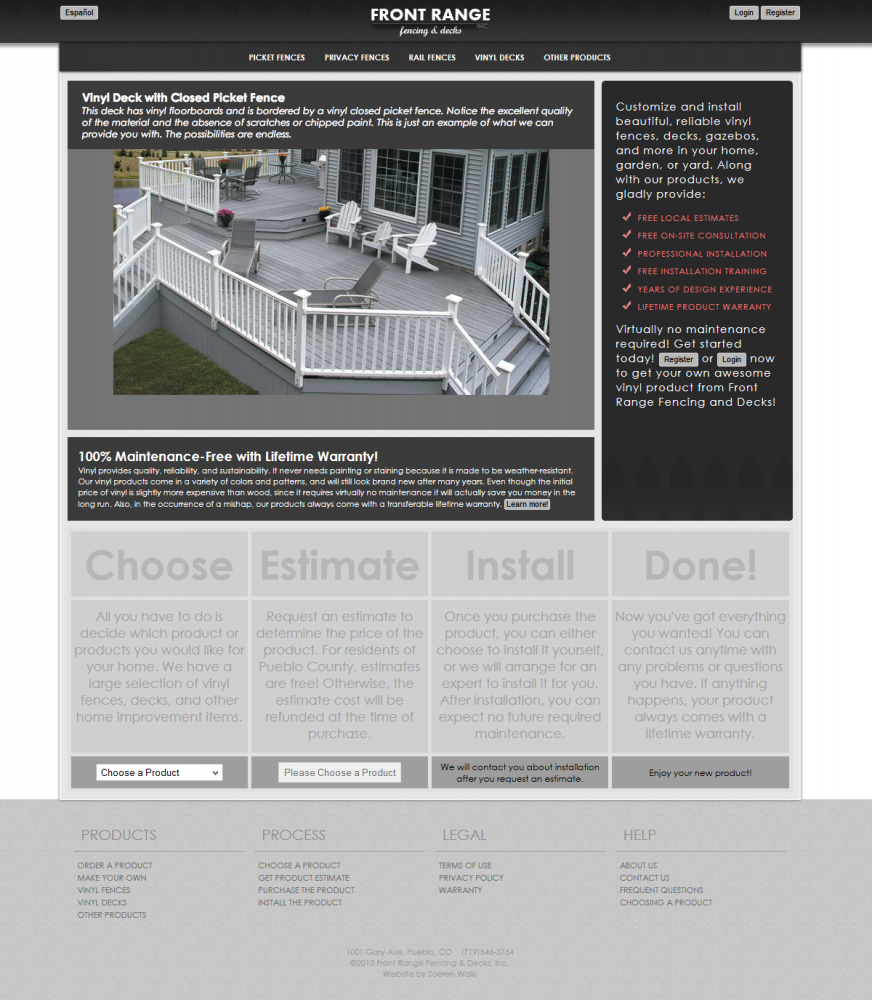 Español
FRONT RANGE
INC.
fencing & decks
Login
Register
PICKET FENCES
PRIVACY FENCES
RAIL FENCES
VINYL DECKS
OTHER PRODUCTS
Vinyl Deck with Closed Picket Fence
This deck has vinyl floorboards and is bordered by a vinyl closed picket fence. Notice the excellent quality
of the material and the absence of scratches or chipped paint. This is just an example of what we can
provide you with. The possibilities are endless.
Customize and install
beautiful, reliable vinyl
fences, decks, gazebos,
and more in your home,
garden, or yard. Along
with our products, we
gladly provide:
FREE LOCAL ESTIMATES
FREE ON-SITE CONSULTATION
PROFESSIONAL INSTALLATION
FREE INSTALLATION TRAINING
YEARS OF DESIGN EXPERIENCE
LIFETIME PRODUCT WARRANTY
Virtually no maintenance
required! Get started
today! Register or Login now
to get your own awesome
vinyl product from Front
Range Fencing and Decks!
100% Maintenance-Free with Lifetime Warranty!
Vinyl provides quality, reliability, and sustainability. It never needs painting or staining because it is made to be weather-resistant.
Our vinyl products come in a variety of colors and patterns, and will still look brand new after many years. Even though the initial
price of vinyl is slightly more expensive than wood, since it requires virtually no maintenance it will actually save you money in the
long run. Also, in the occurrence of a mishap, our products always come with a transferable lifetime warranty. Learn more!
Choose
All you have to do is
decide which product or
products you would like for
your home. We have a
large selection of vinyl
fences, decks, and other
home improvement items.
Choose a Product
Estimate
Request an estimate to
determine the price of the
product. For residents of
Pueblo County, estimates
are free! Otherwise, the
estimate cost will be
refunded at the time of
purchase.
Please Choose a Product
Install
Once you purchase the
product, you can either
choose to install it yourself,
or we will arrange for an
expert to install it for you.
After installation, you can
expect no future required
maintenance.
We will contact you about installation
after you request an estimate.
Done!
Now you've got everything
you wanted! You can
contact us anytime with
any problems or questions
you have. If anything
happens, your product
always comes with a
lifetime warranty.
Enjoy your new product!
PRODUCTS
ORDER A PRODUCT
MAKE YOUR OWN
VINYL FENCES
VINYL DECKS
OTHER PRODUCTS
PROCESS
CHOOSE A PRODUCT
GET PRODUCT ESTIMATE
PURCHASE THE PRODUCT
INSTALL THE PRODUCT
LEGAL
TERMS OF USE
PRIVACY POLICY
WARRANTY
HELP
ABOUT US
CONTACT US
FREQUENT QUESTIONS
CHOOSING A PRODUCT
1001 Gary Ave. Pueblo, CO (719)546-3764
©2013 Front Range Fencing & Decks, Inc.
Website by Soeren Walls